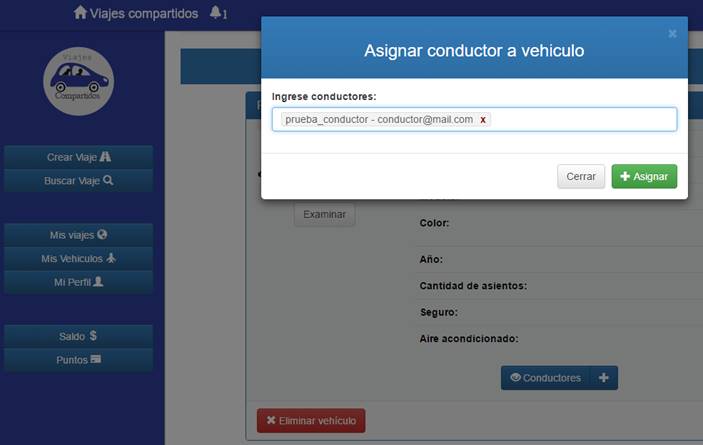 Viajes compartidos 1
Viajes
Compartidos
Crear Viaje
Buscar Viaje
Mis viajes
Mis Vehiculos
Mi Perfil
Saldo $
Puntos
Asignar conductor a vehiculo
×
Ingrese conductores:
prueba_conductor - conductor@mail.com x
Cerrar
Asignar
Examinar
Color:
Año:
Cantidad de asientos:
Seguro:
Aire acondicionado:
Conductores
Eliminar vehículo